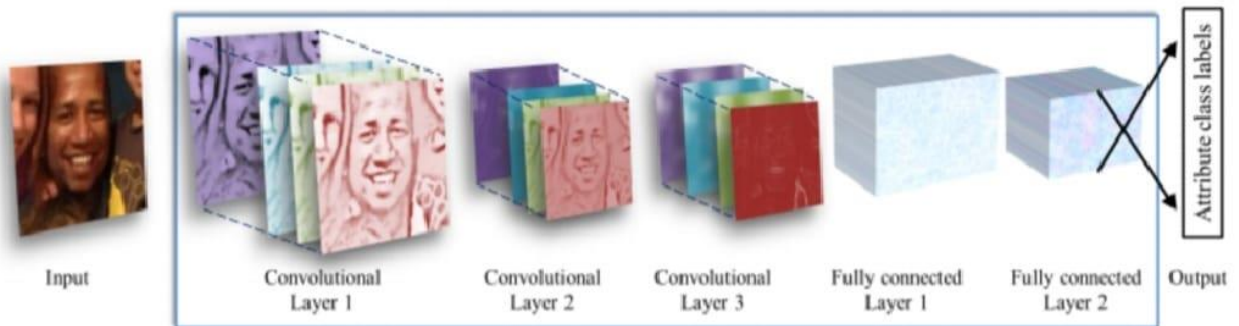 Attribute class labels
Input
Convolutional
Layer 1
Convolutional
Layer 2
Convolutional
Layer 3
Fully connected
Layer 1
Fully connected
Layer 2
Output